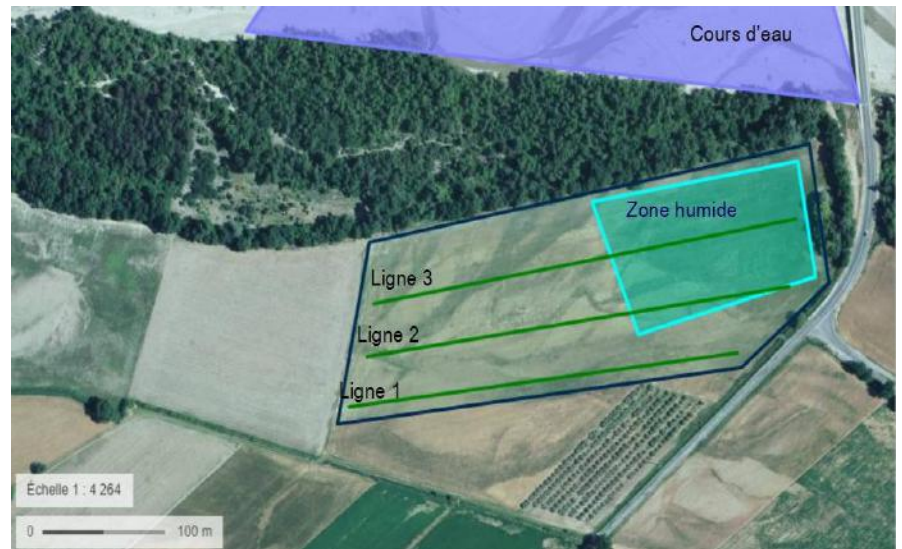 Cours d'eau
Zone humide
Ligne 3
Ligne 2
Ligne 1
Échelle 1 : 4 264
0 100 m